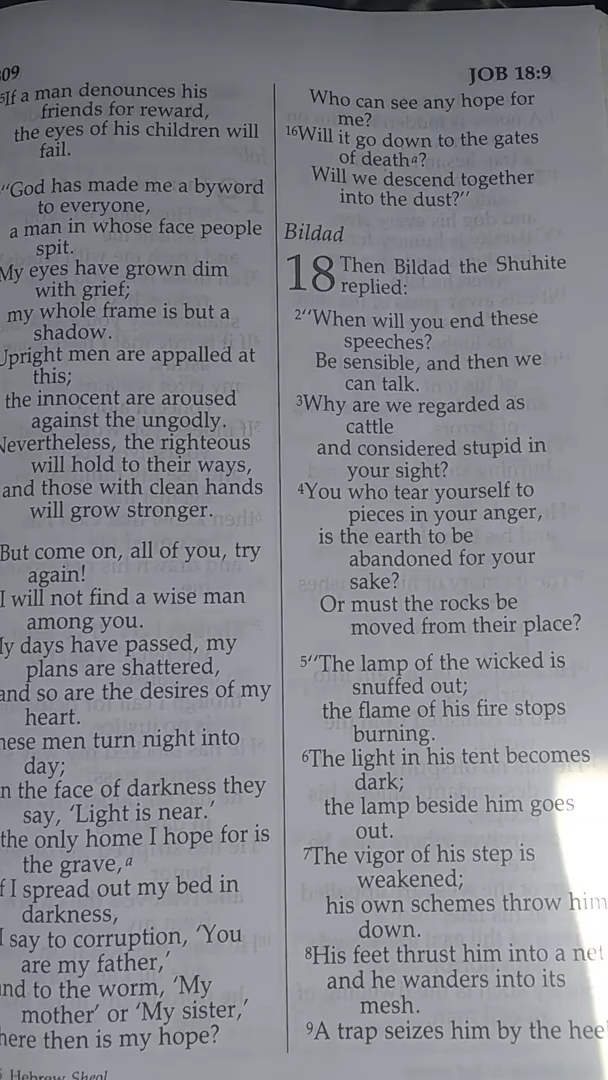 09
JOB 18:9
5If a man denounces his
friends for reward,
the eyes of his children will
fail.
"God has made me a byword
to everyone,
a man in whose face people
spit.
My eyes have grown dim
with grief;
my whole frame is but a
shadow.
Upright men are appalled at
this;
the innocent are aroused
against the ungodly.
Nevertheless, the righteous
will hold to their ways,
and those with clean hands
will grow stronger.
But come on, all of you, try
again!
I will not find a wise man
among you.
My days have passed, my
plans are shattered,
and so are the desires of my
heart.
These men turn night into
day;
in the face of darkness they
say, 'Light is near.'
the only home I hope for is
the grave,a
if I spread out my bed in
darkness,
I say to corruption, 'You
are my father,'
and to the worm, 'My
mother' or 'My sister,'
where then is my hope?
Hebrew Sheol
Who can see any hope for
me?
16Will it go down to the gates
of deatha?
Will we descend together
into the dust?"
Bildad
18 Then Bildad the Shuhite
replied:
2"When will you end these
speeches?
Be sensible, and then we
can talk.
3Why are we regarded as
cattle
and considered stupid in
your sight?
4You who tear yourself to
pieces in your anger,
is the earth to be
abandoned for your
sake?
Or must the rocks be
moved from their place?
5"The lamp of the wicked is
snuffed out;
the flame of his fire stops
burning.
6The light in his tent becomes
dark;
the lamp beside him goes
out.
7The vigor of his step is
weakened;
his own schemes throw him
down.
8His feet thrust him into a net
and he wanders into its
mesh.
9A trap seizes him by the hee